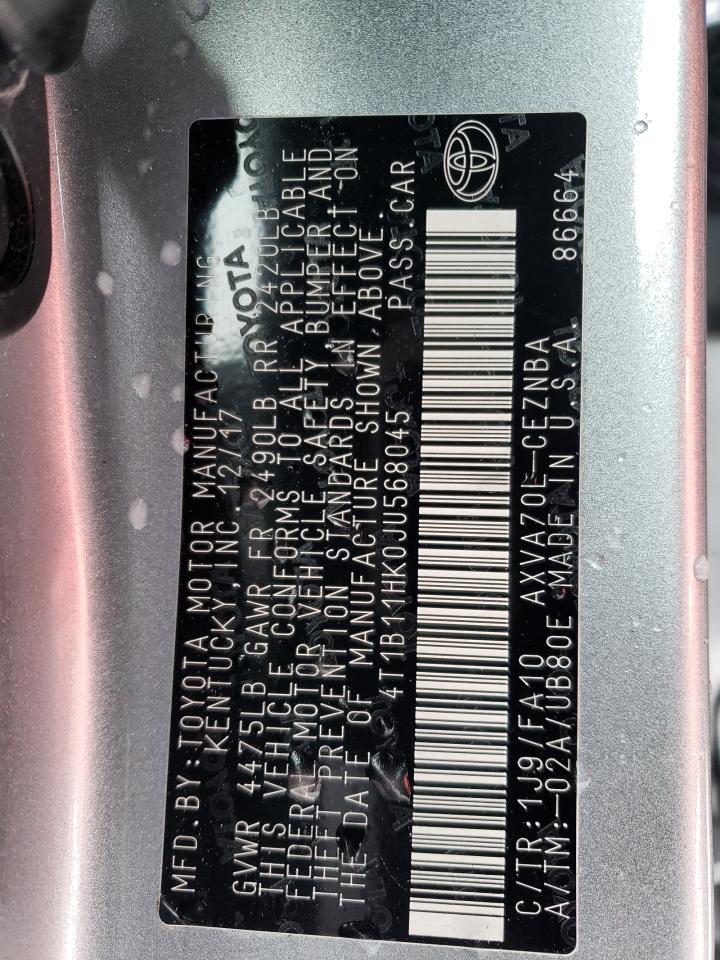 MFD.BY:TOYOTA MOTOR MANUFACTURING
KENTUCKY,INC 12/17
GVWR 4475LB GAWR FR 2490LB RR 2420LB
THIS VEHICLE CONFORMS TO ALL APPLICABLE
FEDERAL MOTOR VEHICLE SAFETY BUMPER AND
THEFT PREVENTION STANDARDS IN EFFECT ON
THE DATE OF MANUFACTURE SHOWN ABOVE.
4T1B11HK0JU568045 PASS.CAR
C/TR:1J9/FA10 AXVA70L-CEZNBA 86664
A/TM:-02A/UB80E MADE IN U.S.A.
TOYOTA